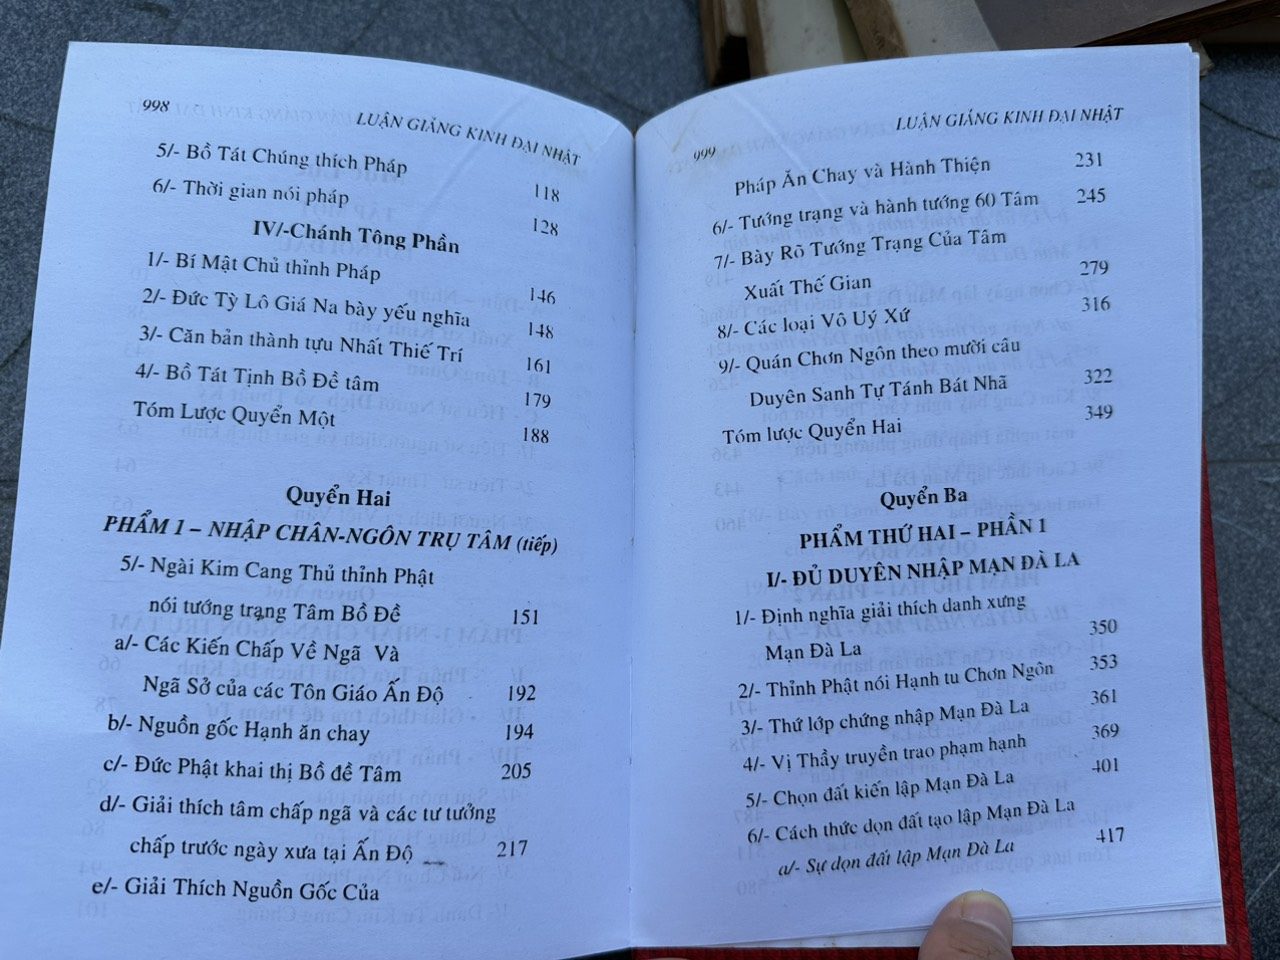 998
LUẬN GIẢNG KINH ĐẠI NHẬT
5/- Bồ Tát Chúng thích Pháp 118
6/- Thời gian nói pháp 128
IV/-Chánh Tông Phần
1/- Bí Mật Chủ thỉnh Pháp 146
2/- Đức Tỳ Lô Giá Na bày yếu nghĩa 148
3/- Căn bản thành tựu Nhất Thiết Trí 161
4/- Bồ Tát Tịnh Bồ Đề tâm 179
Tóm Lược Quyển Một 188
Quyển Hai
PHẨM 1 – NHẬP CHÂN-NGÔN TRỤ TÂM (tiếp)
5/- Ngài Kim Cang Thủ thỉnh Phật
nói tướng trạng Tâm Bồ Đề 151
a/- Các Kiến Chấp Về Ngã Và
Ngã Sở của các Tôn Giáo Ấn Độ 192
b/- Nguồn gốc Hạnh ăn chay 194
c/- Đức Phật khai thị Bồ đề Tâm 205
d/- Giải thích tâm chấp ngã và các tư tưởng
chấp trước ngày xưa tại Ấn Độ 217
e/- Giải Thích Nguồn Gốc Của
LUẬN GIẢNG KINH ĐẠI NHẬT
999
Pháp Ăn Chay và Hành Thiện 231
6/- Tướng trạng và hành tướng 60 Tâm 245
7/- Bày Rõ Tướng Trạng Của Tâm
Xuất Thế Gian 279
8/- Các loại Vô Uý Xứ 316
9/- Quán Chơn Ngôn theo mười câu
Duyên Sanh Tự Tánh Bát Nhã 322
Tóm lược Quyển Hai 349
Quyển Ba
PHẨM THỨ HAI – PHẦN 1
I/- ĐỦ DUYÊN NHẬP MẠN ĐÀ LA
1/- Định nghĩa giải thích danh xưng
Mạn Đà La 350
2/- Thỉnh Phật nói Hạnh tu Chơn Ngôn 353
3/- Thứ lớp chứng nhập Mạn Đà La 361
4/- Vị Thầy truyền trao phạm hạnh 369
5/- Chọn đất kiến lập Mạn Đà La 401
6/- Cách thức dọn đất tạo lập Mạn Đà La
a/- Sự dọn đất lập Mạn Đà La 417